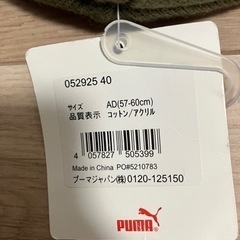 052925 40
サイズ AD(57-60cm)
品質表示 コットン/アクリル
4 057827 505399
Made in China PO#5210783
プーマジャパン(株) 0120-125150
PUMA